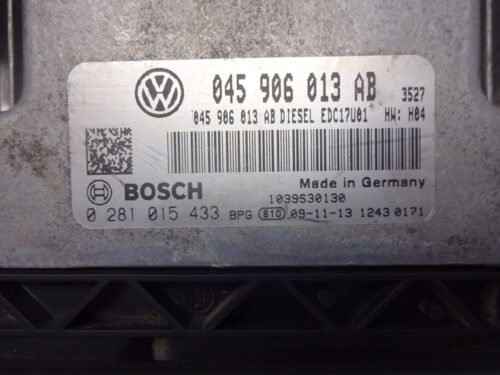 045 906 013 AB 3527
045 906 013 AB DIESEL EDC17U01 HW: H04
BOSCH
Made in Germany
1039S30130
0 281 015 433 BPG 810 09-11-13 1243 0171